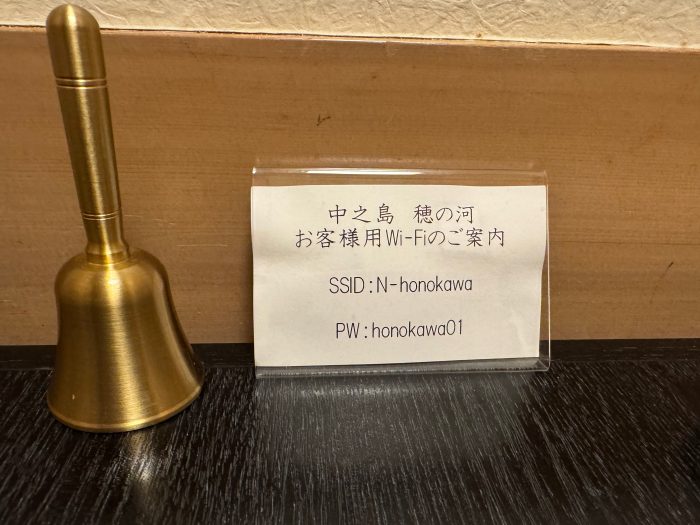 中之島　穂の河
お客様用Wi-Fiのご案内
SSID:N-honokawa
PW:honokawa01